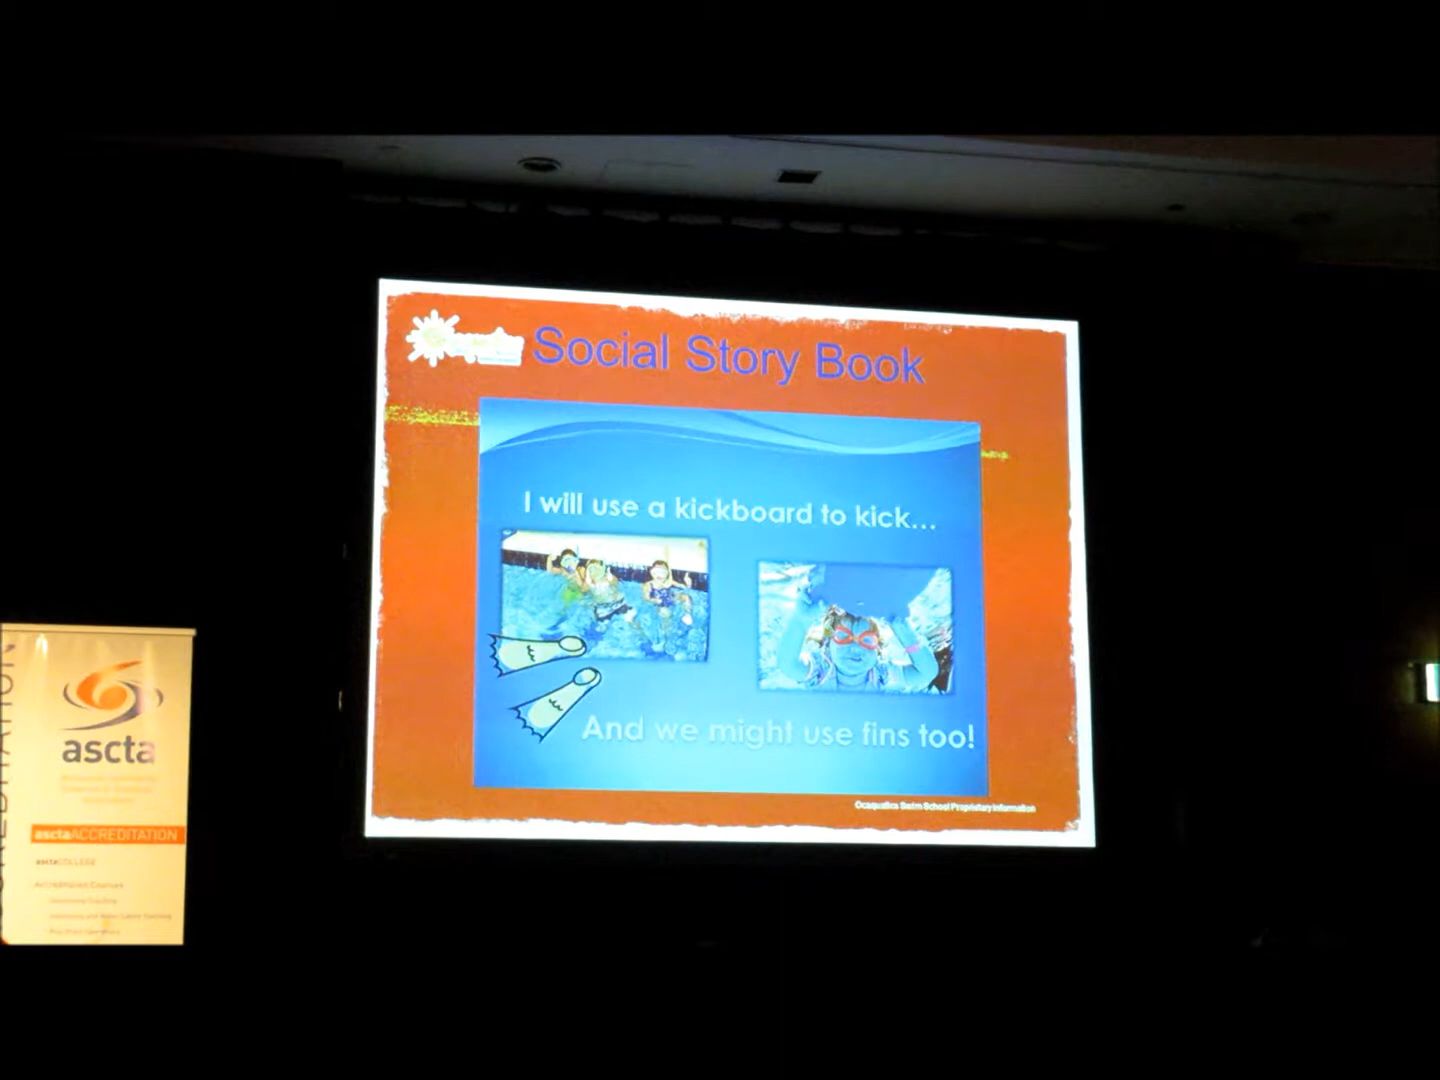 Social Story Book
I will use a kickboard to kick...
And we might use fins too!
Ocaquatics Swim School Proprietary Information
ascta
asctaACCREDITATION
asctaCOLLEGE
Accreditation Courses